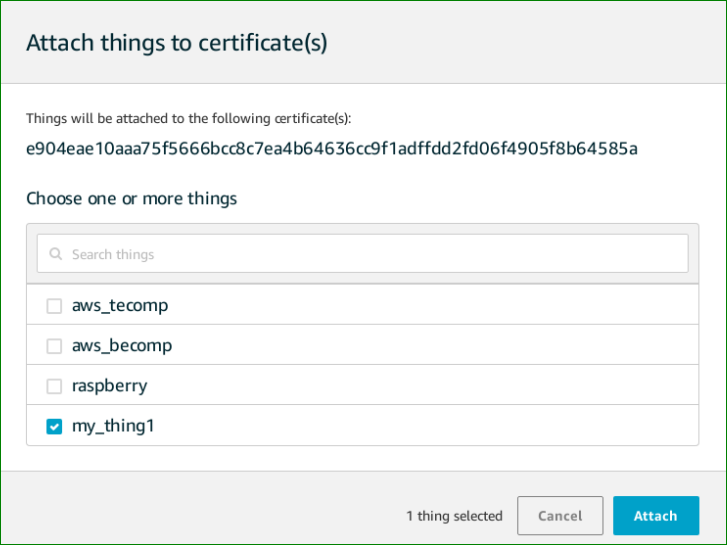 Attach things to certificate(s)
Things will be attached to the following certificate(s):
e904eae10aaa75f5666bcc8c7ea4b64636cc9f1adffdd2fd06f4905f8b64585a
Choose one or more things
Search things
aws_tecomp
aws_becomp
raspberry
my_thing1
1 thing selected
Cancel
Attach